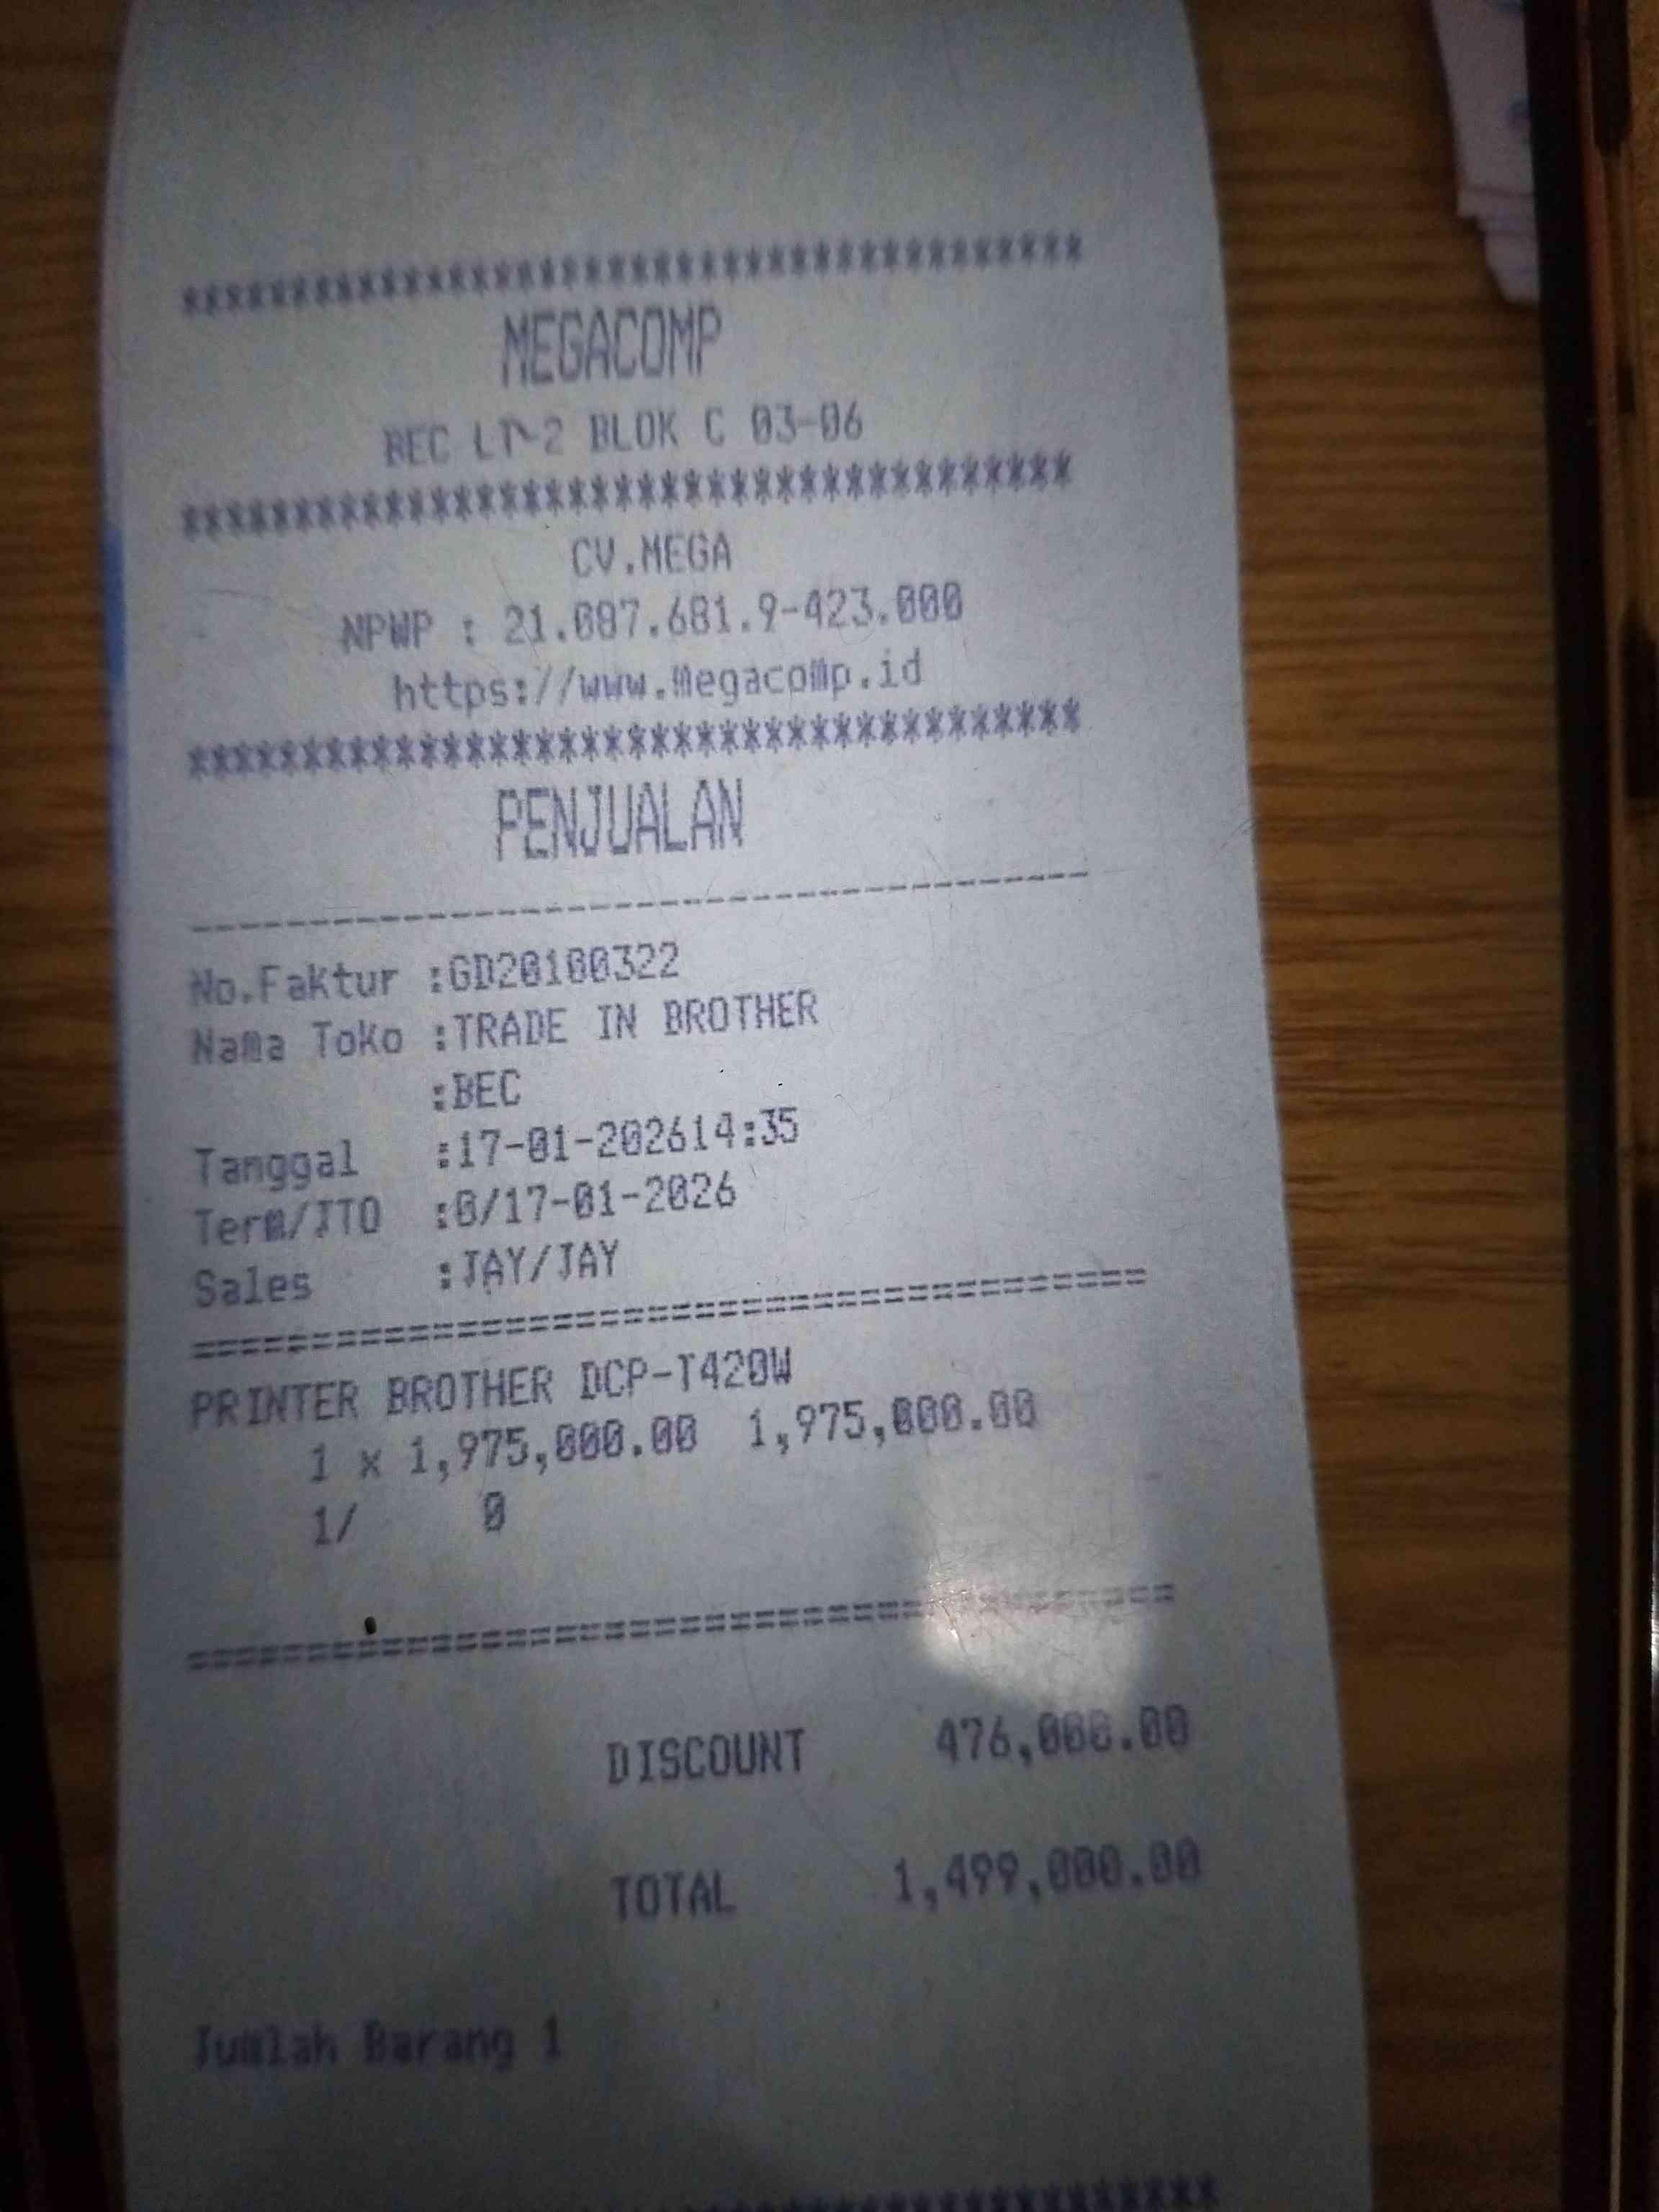 ***************************************
MEGACOMP
BEC LT-2 BLOK C 03-06
***************************************
CV.MEGA
NPWP : 21.087.681.9-423.000
https://www.megacomp.id
***************************************
PENJUALAN
---------------------------------------
No.Faktur :GD20100322
Nama Toko :TRADE IN BROTHER
:BEC
Tanggal :17-01-202614:35
Term/JTO :0/17-01-2026
Sales :JAY/JAY
=======================================
PRINTER BROTHER DCP-T420W
1 x 1,975,000.00 1,975,000.00
1/ 0
=======================================
DISCOUNT 476,000.00
TOTAL 1,499,000.00
Jumlah Barang 1
***************************************